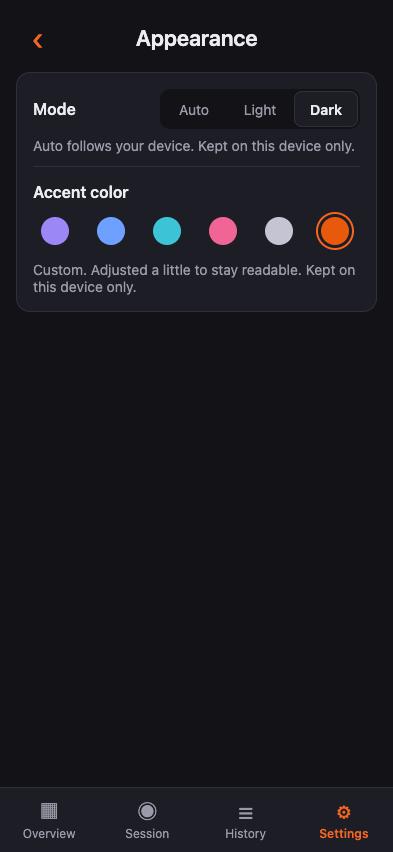 Appearance
Mode
Auto
Light
Dark
Auto follows your device. Kept on this device only.
Accent color
Custom. Adjusted a little to stay readable. Kept on
this device only.
Overview
Session
History
Settings